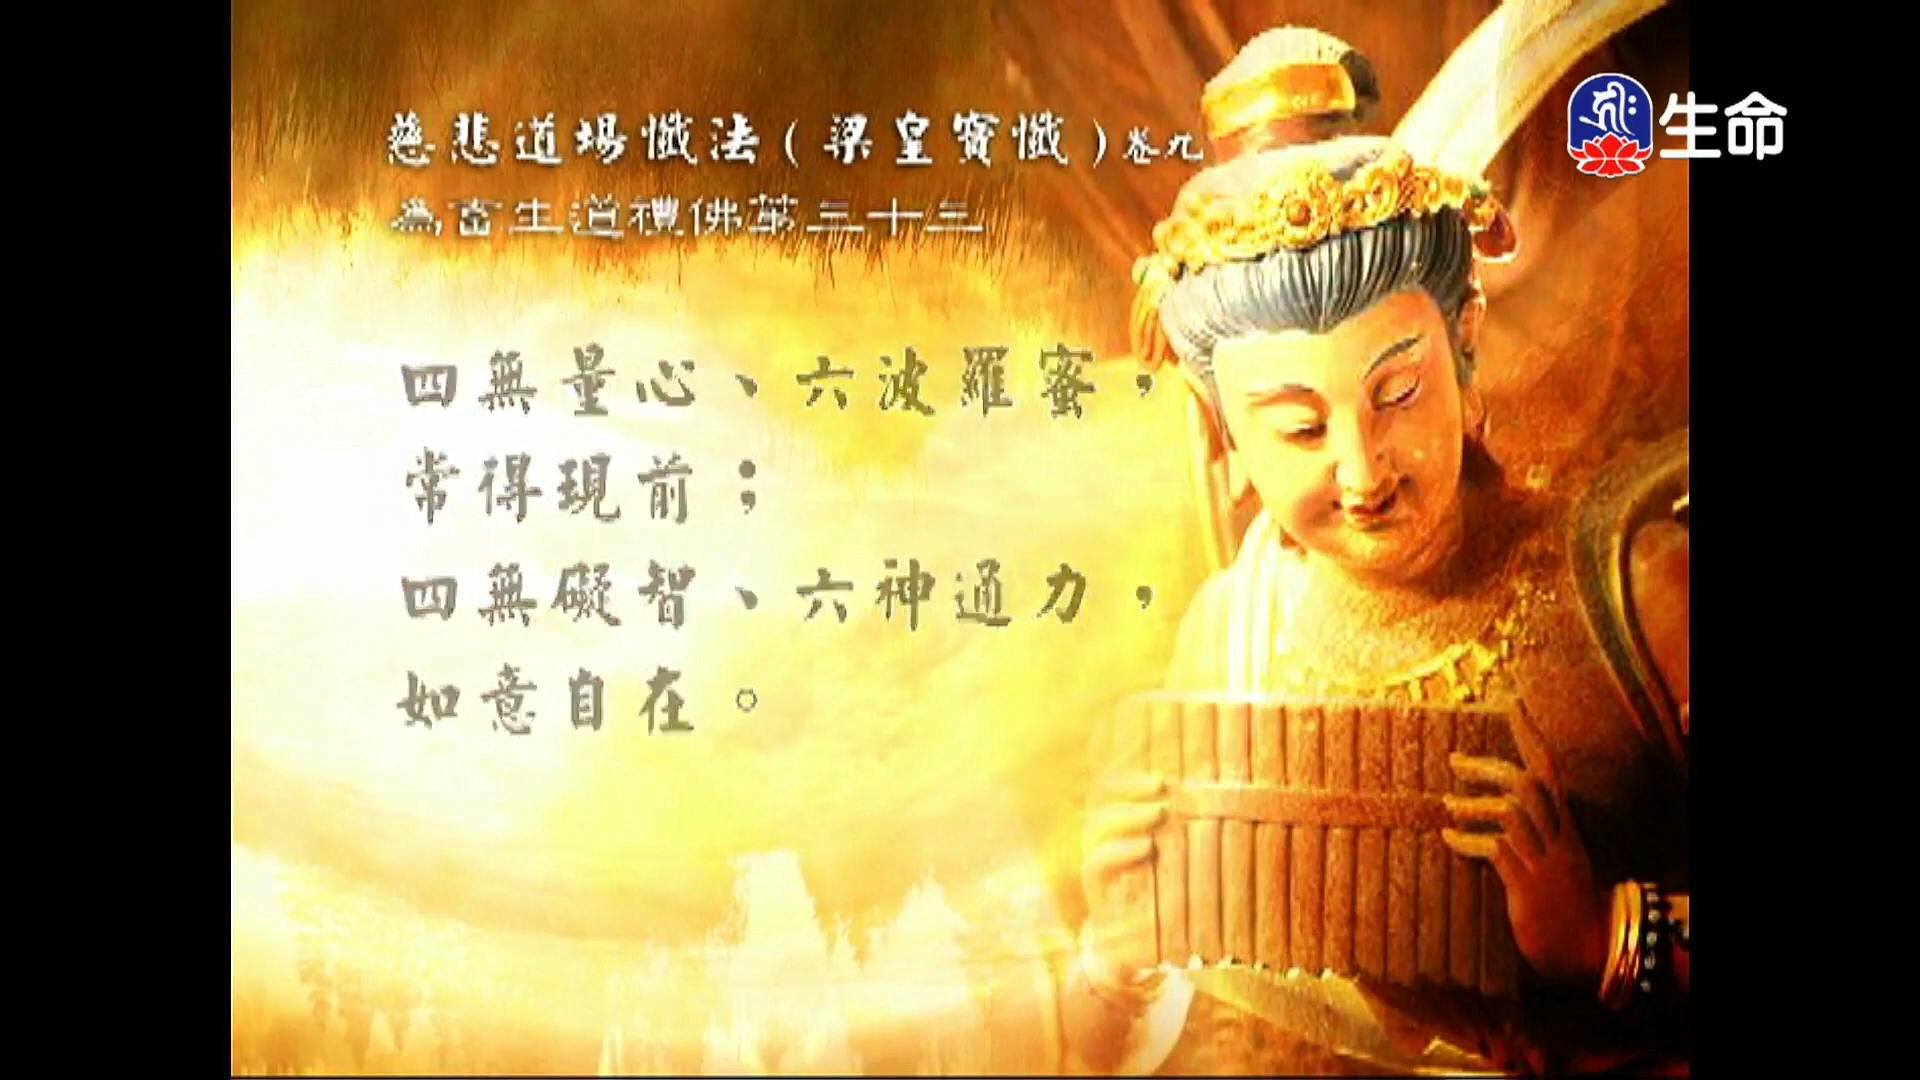 慈悲道場懺法(梁皇寶懺)卷九
為畜生道禮佛第三十三
四無量心、六波羅蜜，
常得現前；
四無礙智、六神通力，
如意自在。
生命